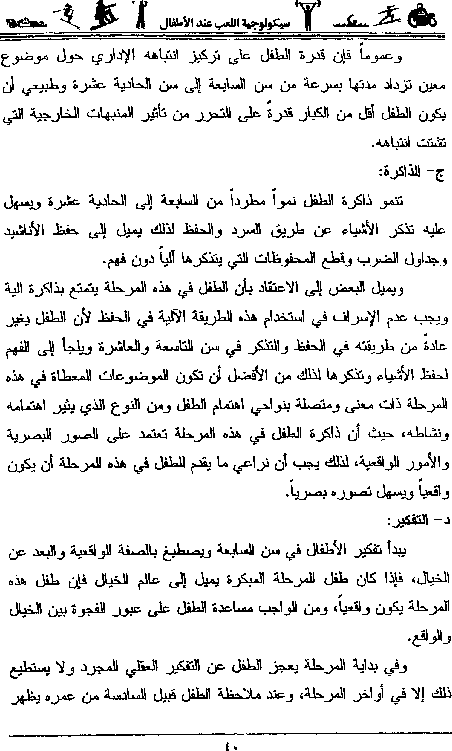 سيكولوجية اللعب عند الأطفال
وعموماً فإن قدرة الطفل على تركيز انتباهه الإداري حول موضوع
معين تزداد مدتها بسرعة من سن السابعة إلى سن الحادية عشرة وطبيعي أن
يكون الطفل أقل من الكبار قدرةً على التحرر من تأثير المنبهات الخارجية التي
تشتت انتباهه.
ج- الذاكرة:
تنمو ذاكرة الطفل نمواً مطرداً من السابعة إلى الحادية عشرة ويسهل
عليه تذكر الأشياء عن طريق السرد والحفظ لذلك يميل إلى حفظ الأناشيد
وجداول الضرب وقطع المحفوظات التي يتذكرها آلياً دون فهم.
ويميل البعض إلى الاعتقاد بأن الطفل في هذه المرحلة يتمتع بذاكرة الية
ويجب عدم الإسراف في استخدام هذه الطريقة الآلية في الحفظ لأن الطفل يغير
عادةً من طريقته في الحفظ والتذكر في سن التاسعة والعاشرة ويلجأ إلى الفهم
لحفظ الأشياء وتذكرها لذلك من الأفضل أن تكون الموضوعات المعطاة في هذه
المرحلة ذات معنى ومتصلة بنواحي اهتمام الطفل ومن النوع الذي يثير اهتمامه
ونشاطه، حيث أن ذاكرة الطفل في هذه المرحلة تعتمد على الصور البصرية
والأمور الواقعية، لذلك يجب أن نراعي ما يقدم للطفل في هذه المرحلة أن يكون
واقعياً ويسهل تصوره بصرياً.
د- التفكير:
يبدأ تفكير الأطفال في سن السابعة ويصطبغ بالصفة الواقعية والبعد عن
الخيال، فإذا كان طفل المرحلة المبكرة يميل إلى عالم الخيال فإن طفل هذه
المرحلة يكون واقعياً، ومن الواجب مساعدة الطفل على عبور الفجوة بين الخيال
والواقع.
وفي بداية المرحلة يعجز الطفل عن التفكير العقلي المجرد ولا يستطيع
ذلك إلا في أواخر المرحلة، وعند ملاحظة الطفل قبيل السادسة من عمره يظهر
٤٠